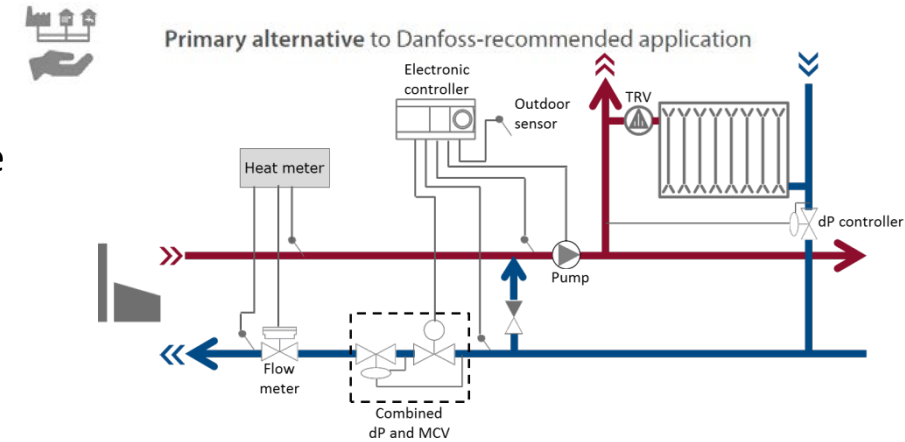 Primary alternative to Danfoss-recommended application
Electronic
controller
Outdoor
sensor
TRV
Heat meter
dP controller
Pump
Flow
meter
Combined
dP and MCV
e